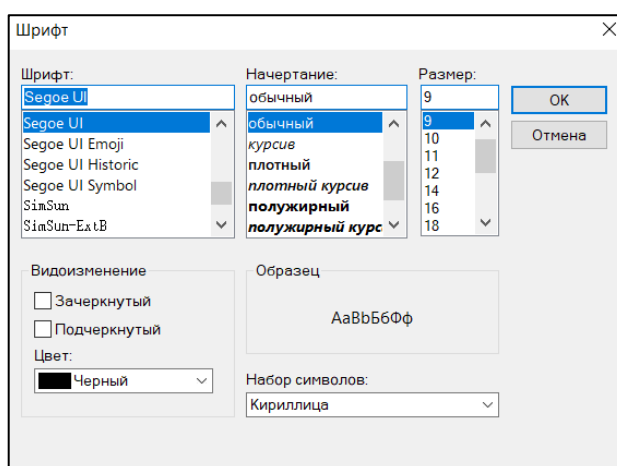 Шрифт
Шрифт:
Segoe UI
Segoe UI
Segoe UI Emoji
Segoe UI Historic
Segoe UI Symbol
SimSun
SimSun-ExtB
Начертание:
обычный
обычный
курсив
плотный
плотный курсив
полужирный
полужирный курс
Размер:
9
9
10
11
12
14
16
18
OK
Отмена
Видоизменение
Зачеркнутый
Подчеркнутый
Цвет:
Черный
Образец
АаВbБбФф
Набор символов:
Кириллица